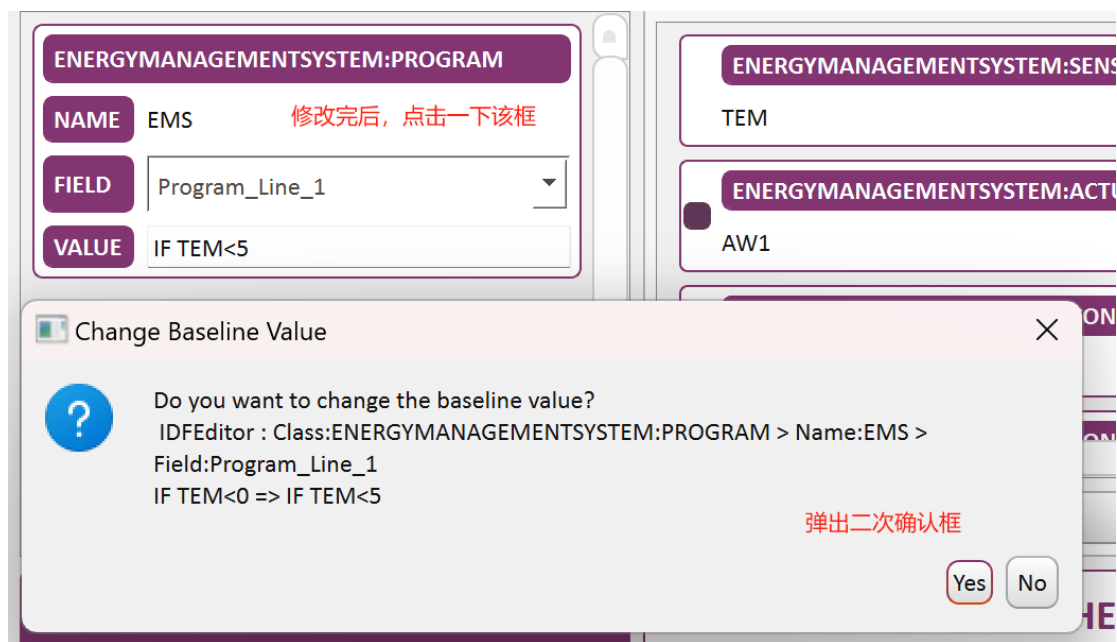 ENERGYMANAGEMENTSYSTEM:PROGRAM
NAME EMS
修改完后，点击一下该框
FIELD Program_Line_1
VALUE IF TEM<5
ENERGYMANAGEMENTSYSTEM:SENS
TEM
ENERGYMANAGEMENTSYSTEM:ACTU
AW1
ON
Change Baseline Value
Do you want to change the baseline value?
IDFEditor : Class:ENERGYMANAGEMENTSYSTEM:PROGRAM > Name:EMS >
Field:Program_Line_1
IF TEM<0 => IF TEM<5
弹出二次确认框
Yes No
HE